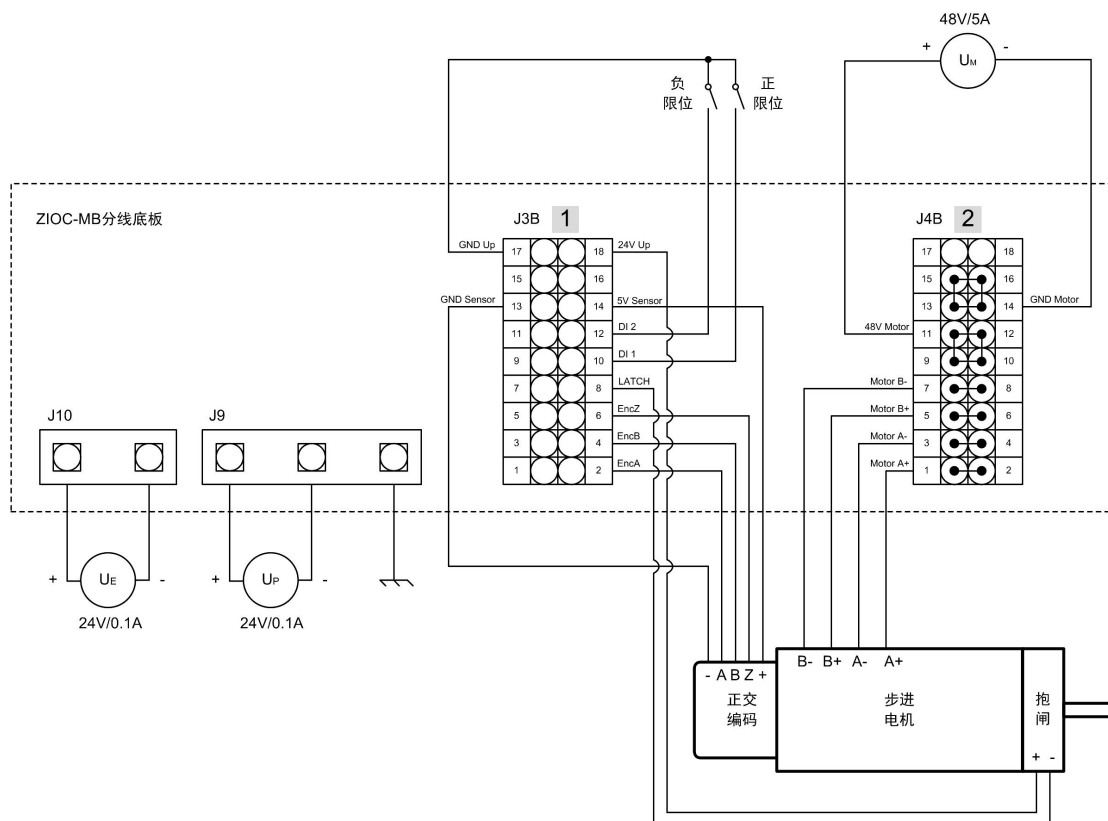 48V/5A
+ UM -
负
限位
正
限位
ZIOC-MB分线底板
J3B 1
J4B 2
GND Up 17 18 24V Up
15 16
GND Sensor 13 14 5V Sensor
11 12 DI 2
9 10 DI 1
7 8 LATCH
5 6 EncZ
3 4 EncB
1 2 EncA
17 18
15 16
13 14 GND Motor
48V Motor 11 12
9 10
Motor B- 7 8
Motor B+ 5 6
Motor A- 3 4
Motor A+ 1 2
J10
J9
+ UE -
24V/0.1A
+ UP -
24V/0.1A
- A B Z +
正交
编码
B- B+ A- A+
步进
电机
抱
闸
+ -